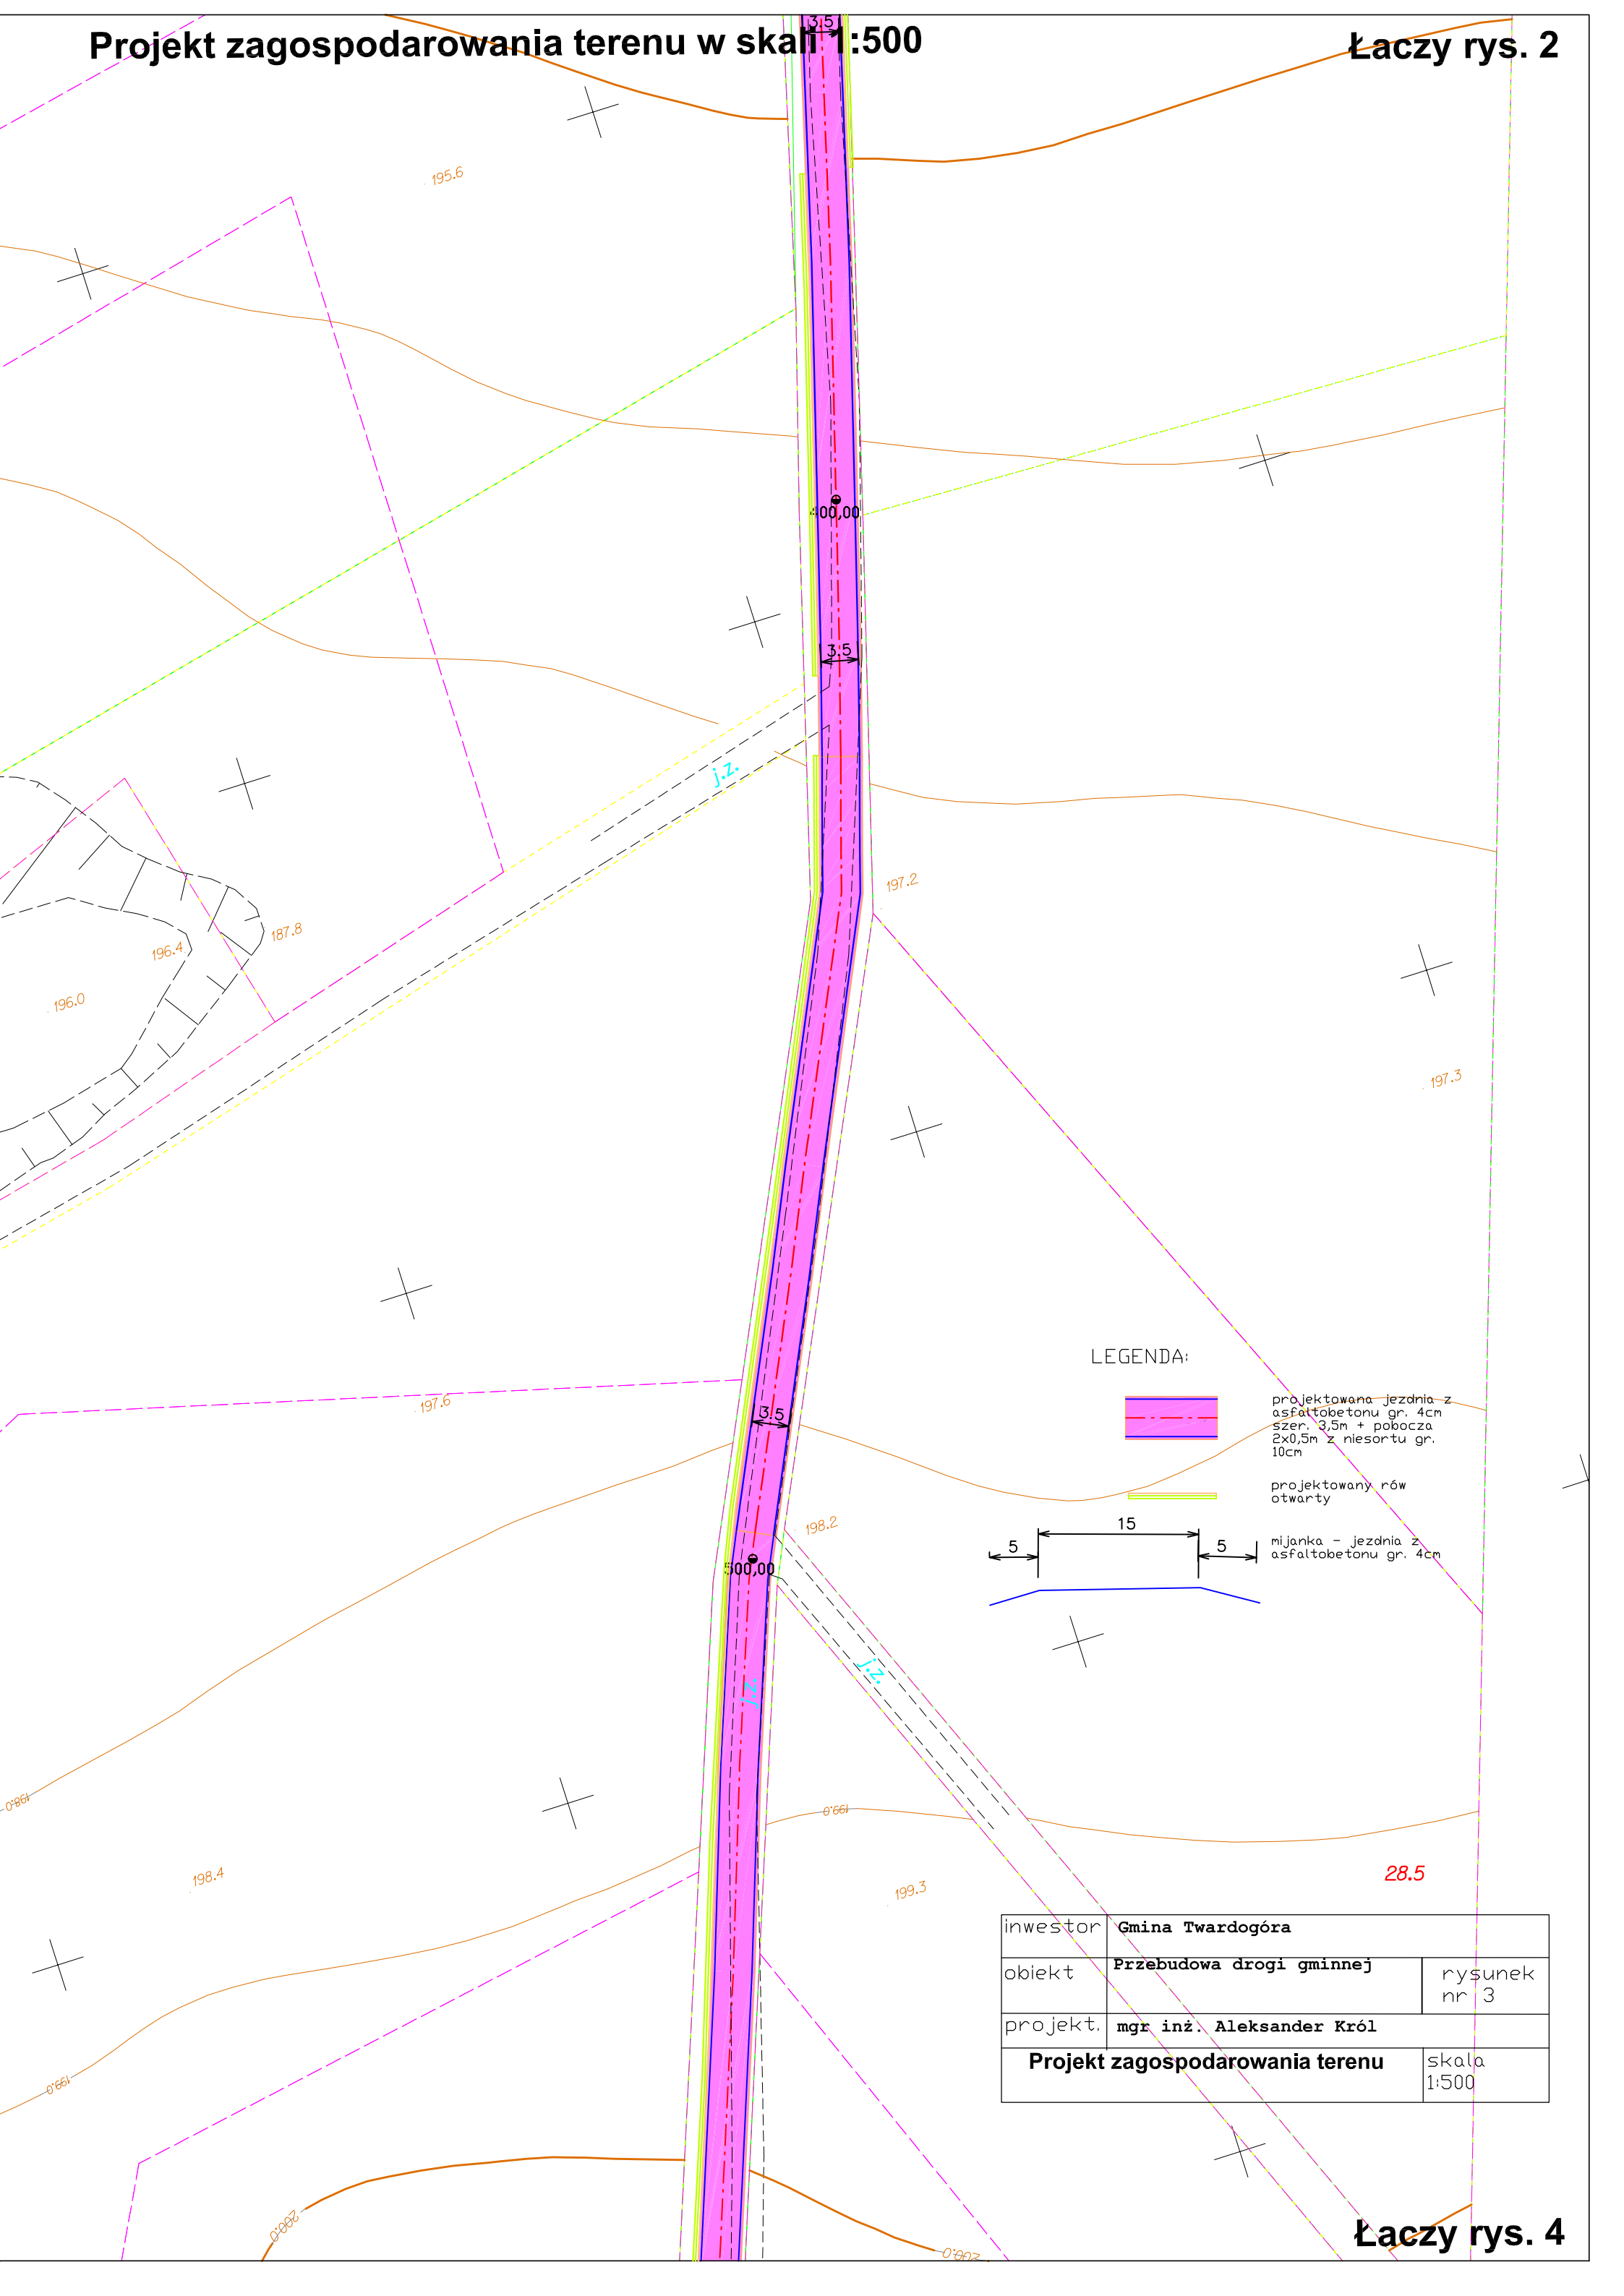 Projekt zagospodarowania terenu w skali 1:500
Łaczy rys. 2
3.5
195.6
400,00
3.5
j.z.
197.2
187.8
196.4
196.0
197.3
LEGENDA:
projektowana jezdnia z
asfaltobetonu gr. 4cm
szer. 3,5m + pobocza
2x0,5m z niesortu gr.
10cm
197.6
3.5
projektowany rów
otwarty
198.2
15
5
5
mijanka - jezdnia z
asfaltobetonu gr. 4cm
500,00
j.z.
j.z.
198.0
199.0
198.4
199.3
28.5
inwestor
Gmina Twardogóra
obiekt
Przebudowa drogi gminnej
rysunek
nr 3
projekt.
mgr inż. Aleksander Król
Projekt zagospodarowania terenu
skala
1:500
199.0
200.0
200.0
Łaczy rys. 4